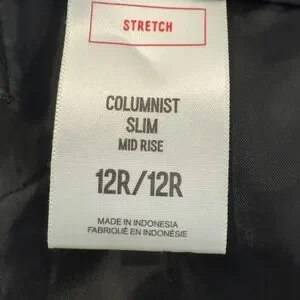 STRETCH
COLUMNIST
SLIM
MID RISE
12R/12R
MADE IN INDONESIA
FABRIQUÉ EN INDONÉSIE